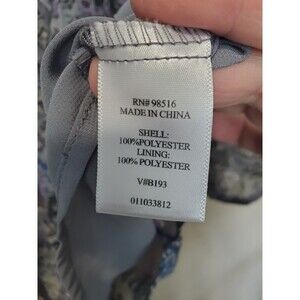 RN# 98516
MADE IN CHINA
SHELL:
100%POLYESTER
LINING:
100% POLYESTER
V#B193
011033812